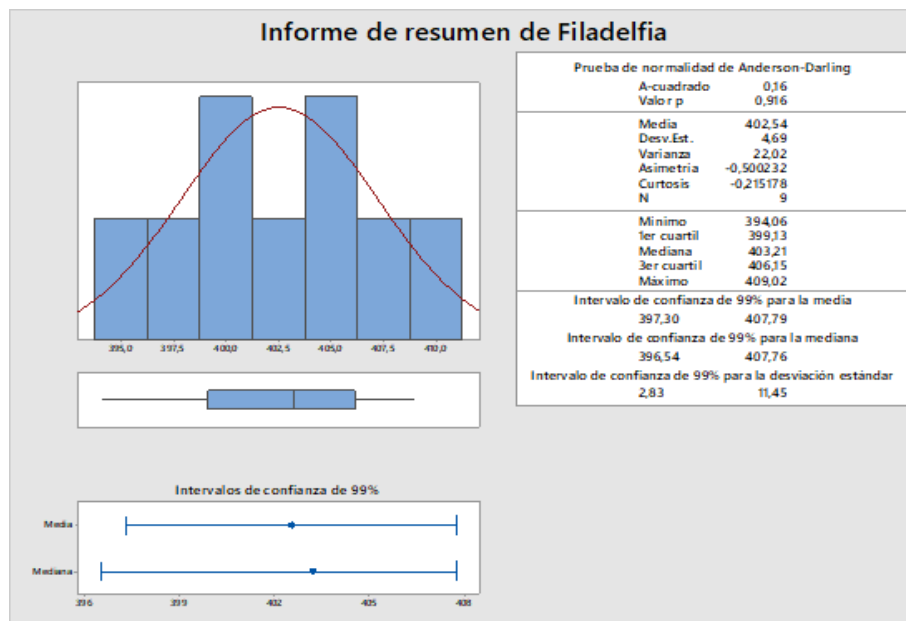 Informe de resumen de Filadelfia
395,0 397,5 400,0 402,5 405,0 407,5 410,0
Prueba de normalidad de Anderson-Darling
A-cuadrado 0,16
Valor p 0,916
Media 402,54
Desv.Est. 4,69
Varianza 22,02
Asimetria -0,500232
Curtosis -0,215178
N 9
Minimo 394,06
1er cuartil 399,13
Mediana 403,21
3er cuartil 406,15
Máximo 409,02
Intervalo de confianza de 99% para la media
397,30 407,79
Intervalo de confianza de 99% para la mediana
396,54 407,76
Intervalo de confianza de 99% para la desviación estándar
2,83 11,45
Intervalos de confianza de 99%
Media
Mediana
396 399 402 405 408